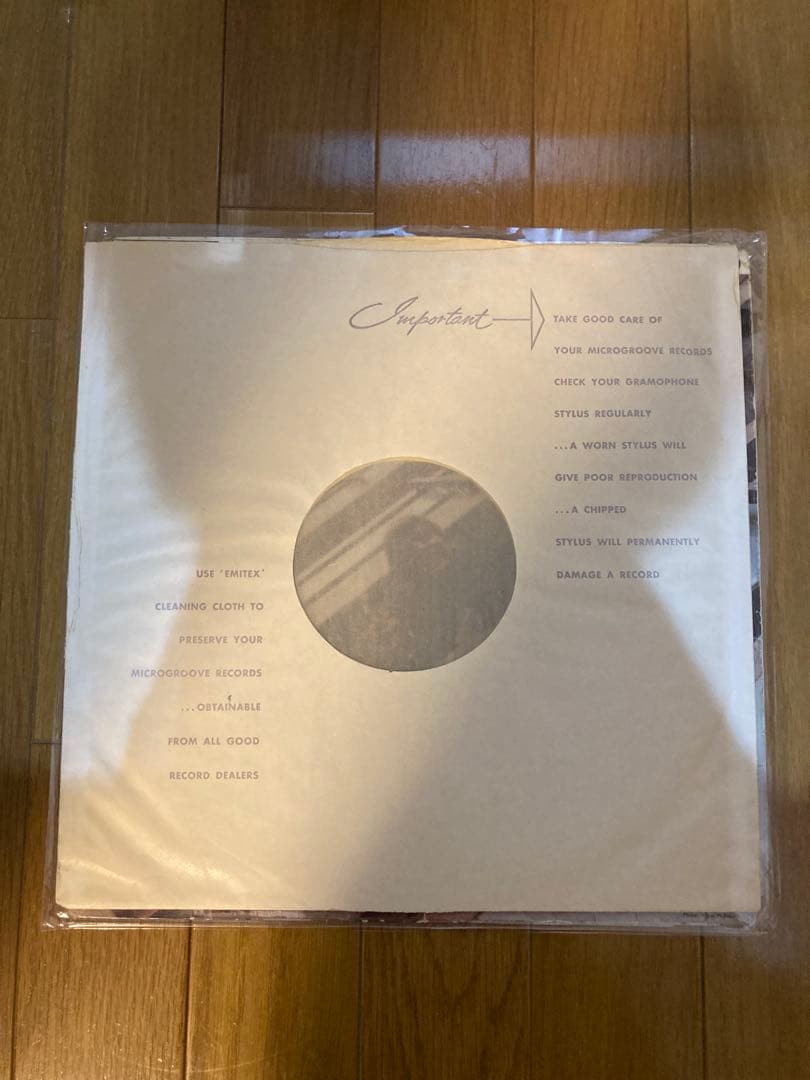 Important
TAKE GOOD CARE OF
YOUR MICROGROOVE RECORDS
CHECK YOUR GRAMOPHONE
STYLUS REGULARLY
...A WORN STYLUS WILL
GIVE POOR REPRODUCTION
...A CHIPPED
STYLUS WILL PERMANENTLY
DAMAGE A RECORD
USE 'EMITEX'
CLEANING CLOTH TO
PRESERVE YOUR
MICROGROOVE RECORDS
...OBTAINABLE
FROM ALL GOOD
RECORD DEALERS